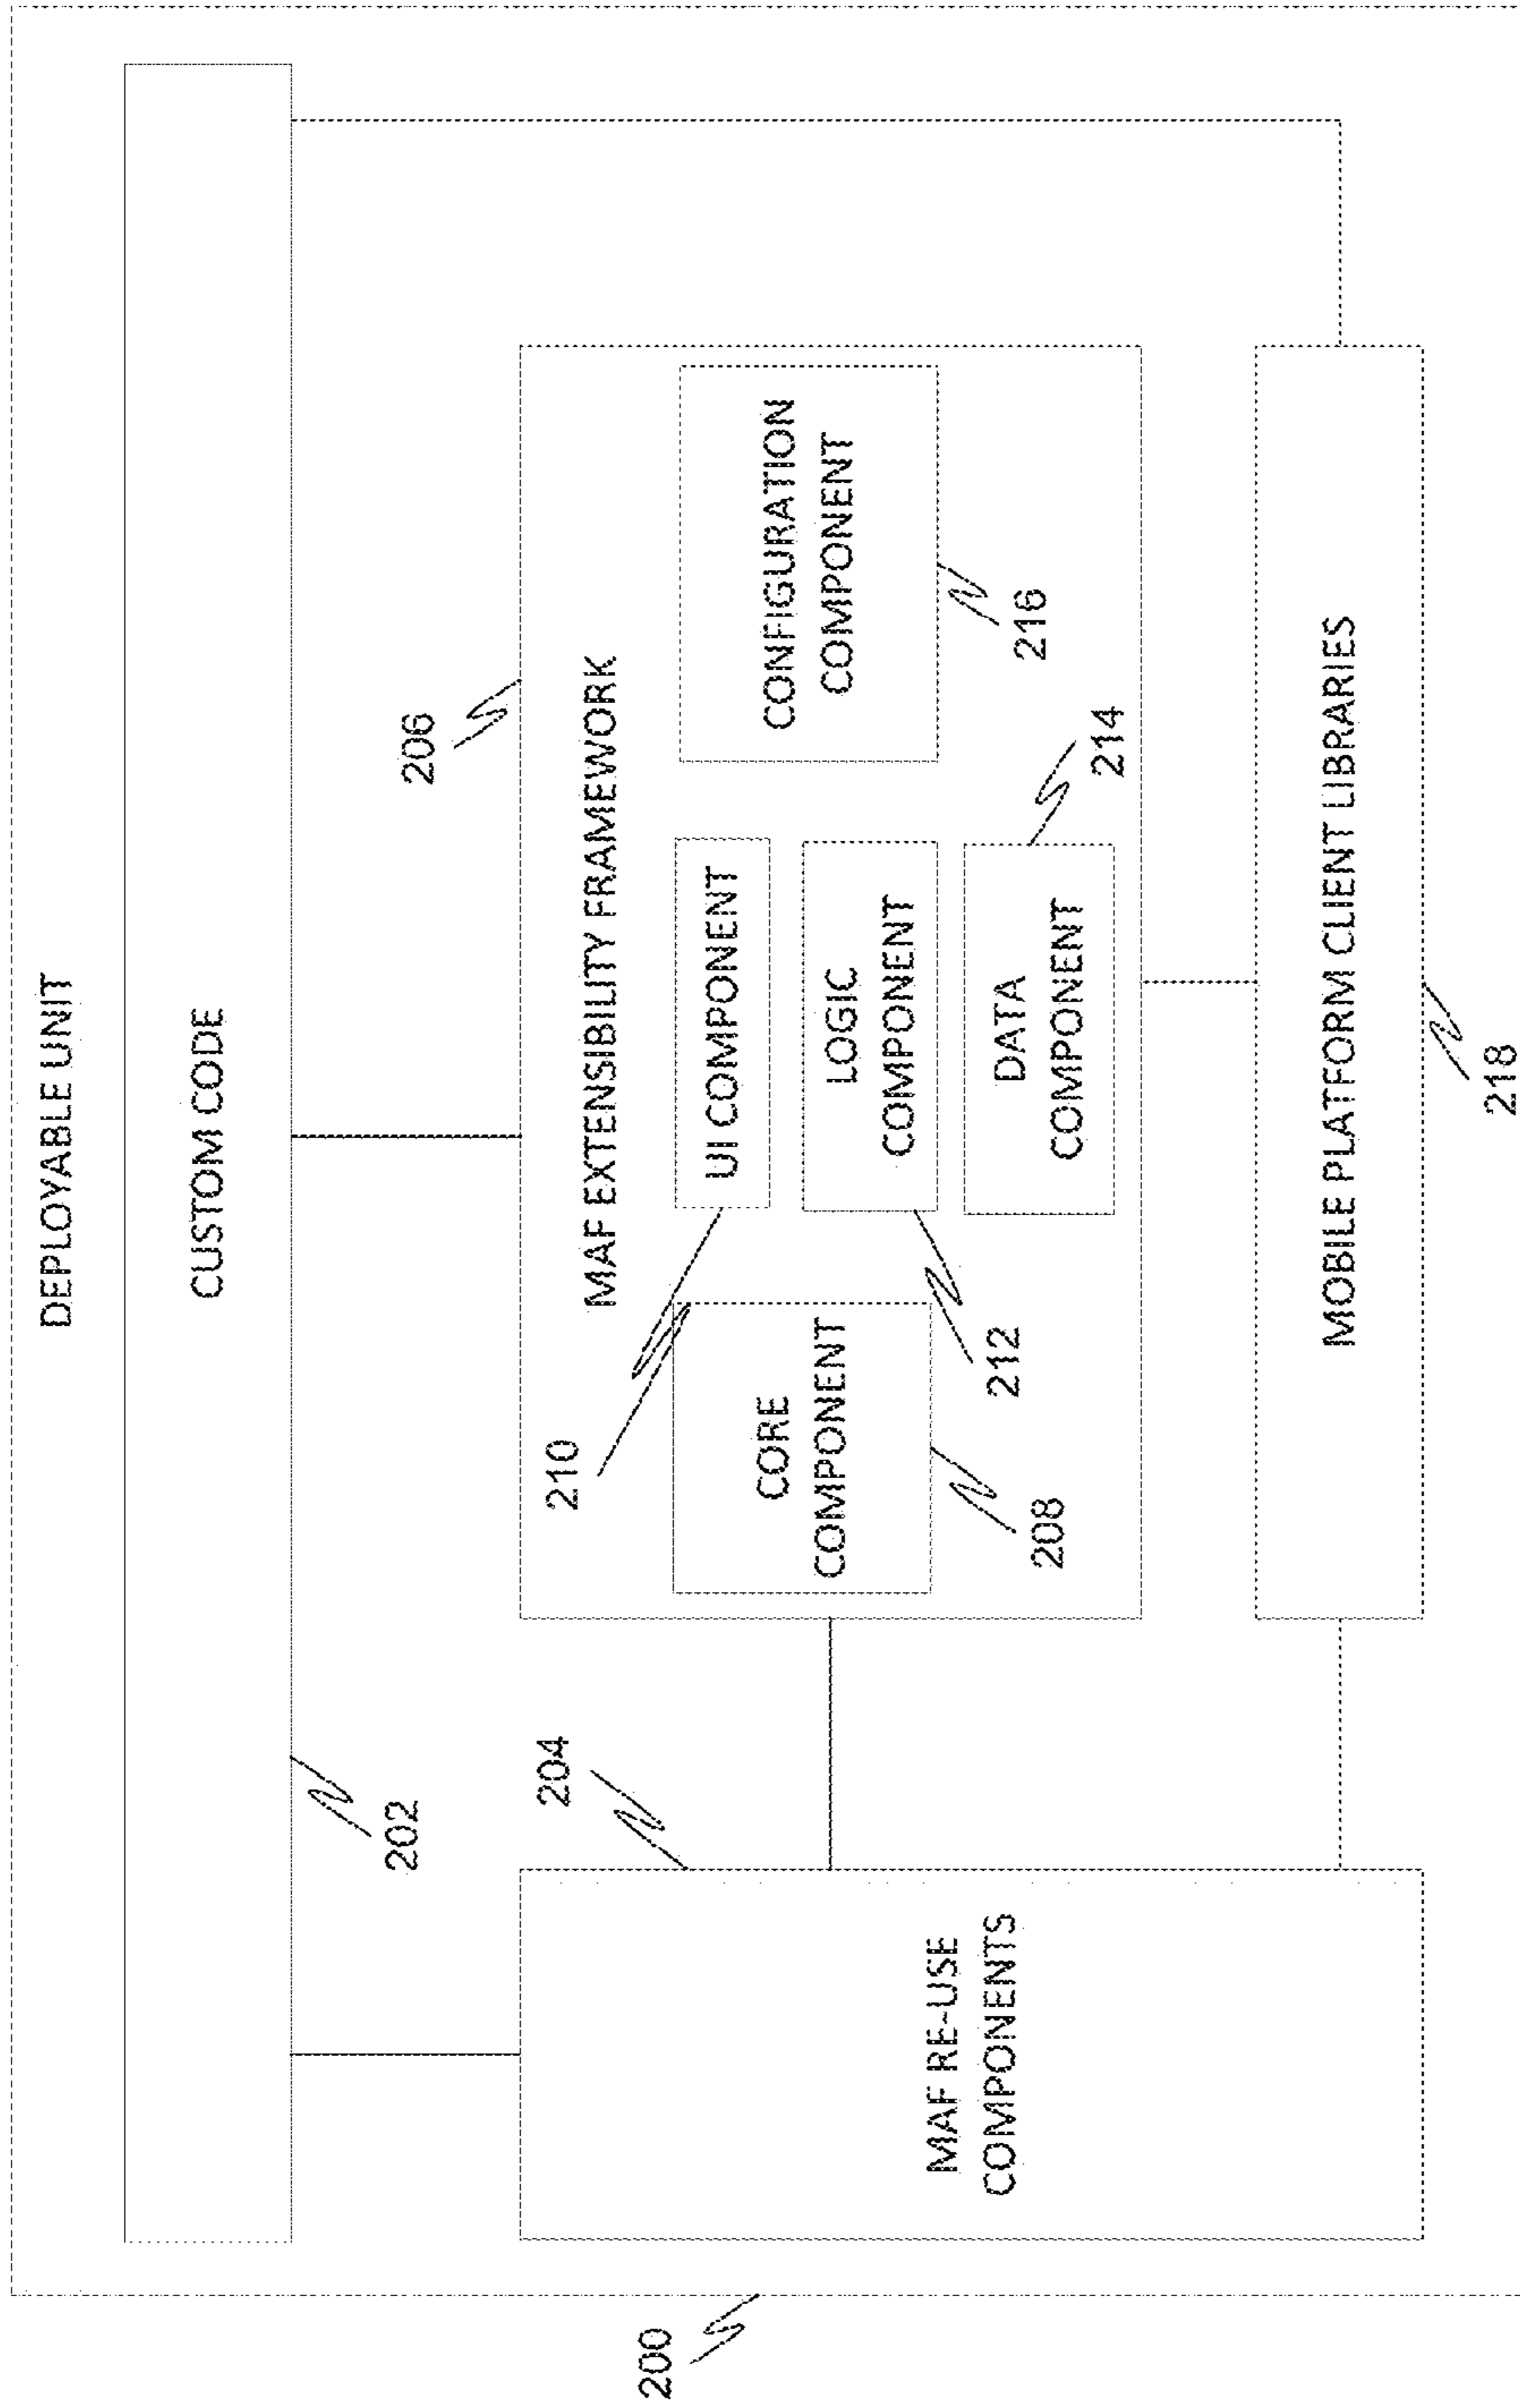 DEPLOYABLE UNIT
CUSTOM CODE
202
204
206
MAF EXTENSIBILITY FRAMEWORK
210
CORE
COMPONENT
208
UI COMPONENT
LOGIC
COMPONENT
212
DATA
COMPONENT
214
CONFIGURATION
COMPONENT
216
MAF RE-USE
COMPONENTS
MOBILE PLATFORM CLIENT LIBRARIES
218
200